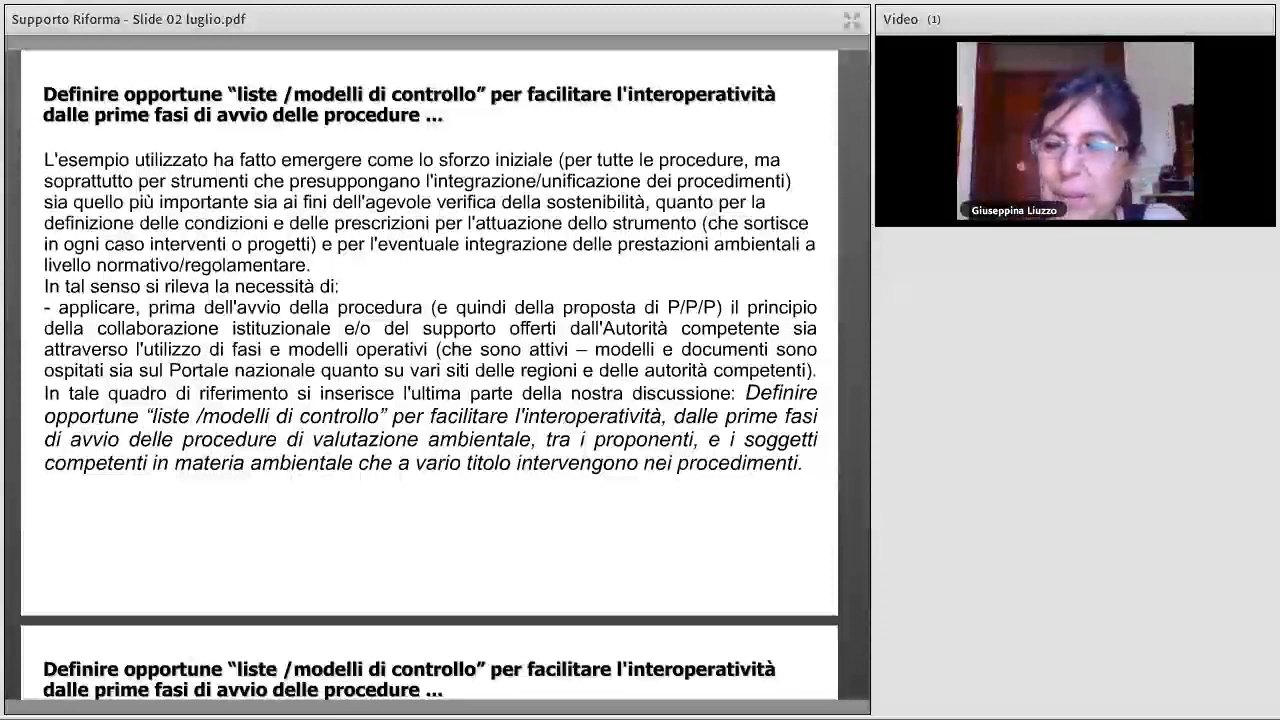 Supporto Riforma - Slide 02 luglio.pdf
Definire opportune “liste /modelli di controllo” per facilitare l'interoperatività
dalle prime fasi di avvio delle procedure ...
L'esempio utilizzato ha fatto emergere come lo sforzo iniziale (per tutte le procedure, ma
soprattutto per strumenti che presuppongano l'integrazione/unificazione dei procedimenti)
sia quello più importante sia ai fini dell'agevole verifica della sostenibilità, quanto per la
definizione delle condizioni e delle prescrizioni per l'attuazione dello strumento (che sortisce
in ogni caso interventi o progetti) e per l'eventuale integrazione delle prestazioni ambientali a
livello normativo/regolamentare.
In tal senso si rileva la necessità di:
- applicare, prima dell'avvio della procedura (e quindi della proposta di P/P/P) il principio
della collaborazione istituzionale e/o del supporto offerti dall'Autorità competente sia
attraverso l'utilizzo di fasi e modelli operativi (che sono attivi – modelli e documenti sono
ospitati sia sul Portale nazionale quanto su vari siti delle regioni e delle autorità competenti).
In tale quadro di riferimento si inserisce l'ultima parte della nostra discussione: Definire
opportune “liste /modelli di controllo” per facilitare l'interoperatività, dalle prime fasi
di avvio delle procedure di valutazione ambientale, tra i proponenti, e i soggetti
competenti in materia ambientale che a vario titolo intervengono nei procedimenti.
Definire opportune “liste /modelli di controllo” per facilitare l'interoperatività
dalle prime fasi di avvio delle procedure ...
Video (1)
Giuseppina Liuzzo